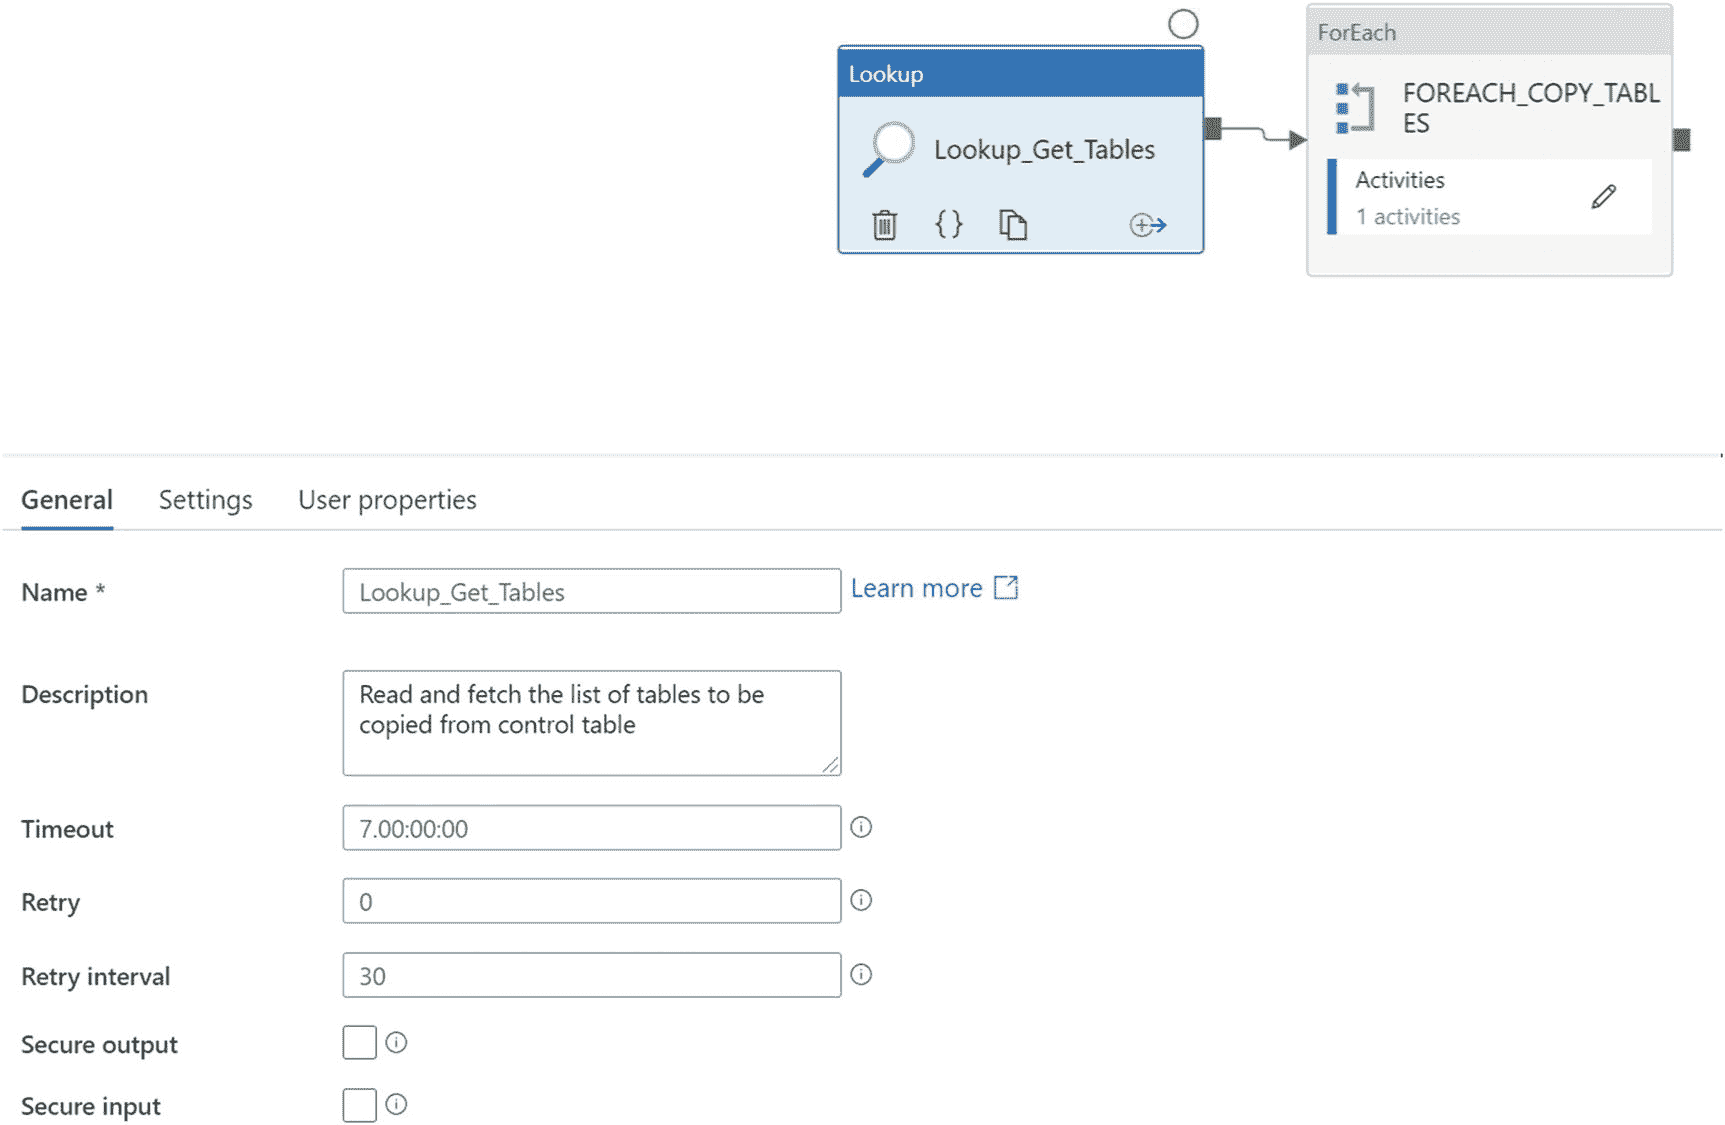 Lookup
Lookup_Get_Tables
{}
ForEach
FOREACH_COPY_TABL
ES
Activities
1 activities
General Settings User properties
Name * Lookup_Get_Tables Learn more
Description Read and fetch the list of tables to be
copied from control table
Timeout 7.00:00:00
Retry 0
Retry interval 30
Secure output
Secure input